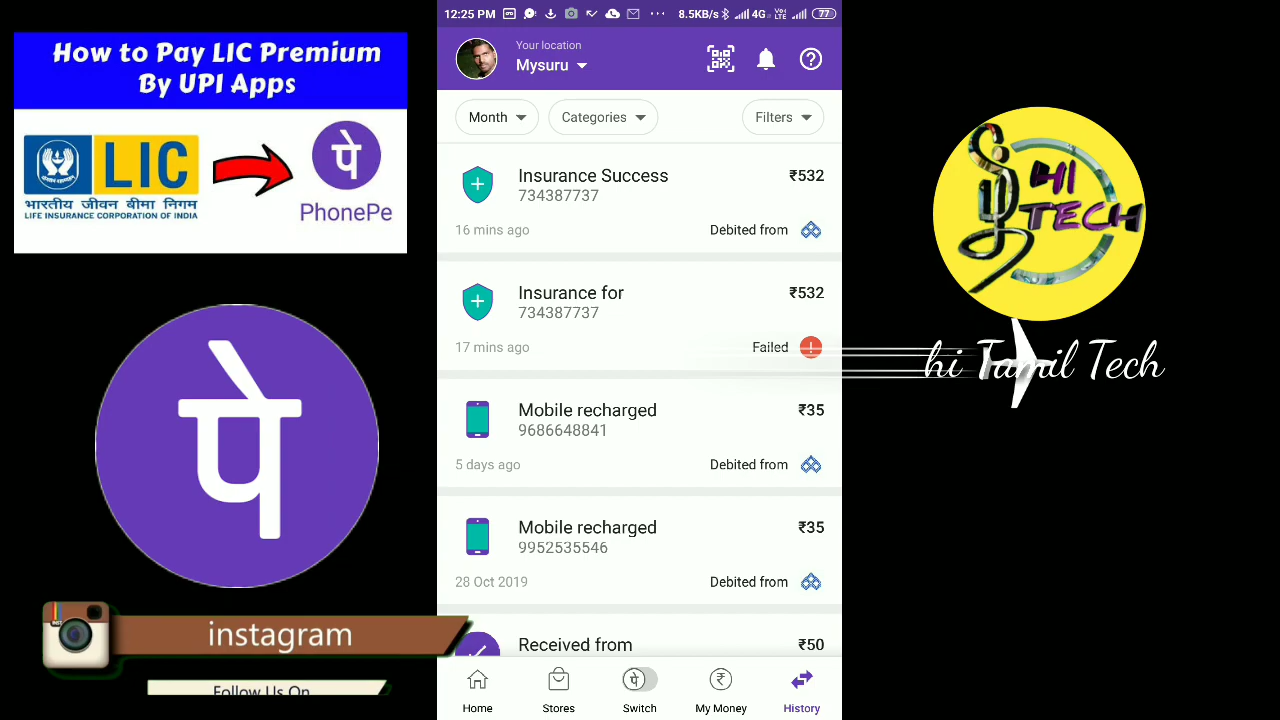 How to Pay LIC Premium
By UPI Apps
LIC
भारतीय जीवन बीमा निगम
LIFE INSURANCE CORPORATION OF INDIA
पे
PhonePe
पे
instagram
Follow Us On
12:25 PM
8.5KB/s
4G
VoLTE
77
Your location
Mysuru
Month
Categories
Filters
Insurance Success
₹532
734387737
16 mins ago
Debited from
Insurance for
₹532
734387737
17 mins ago
Failed
Mobile recharged
₹35
9686648841
5 days ago
Debited from
Mobile recharged
₹35
9952535546
28 Oct 2019
Debited from
Received from
₹50
Home
Stores
Switch
My Money
History
HI
TECH
hi Tamil Tech